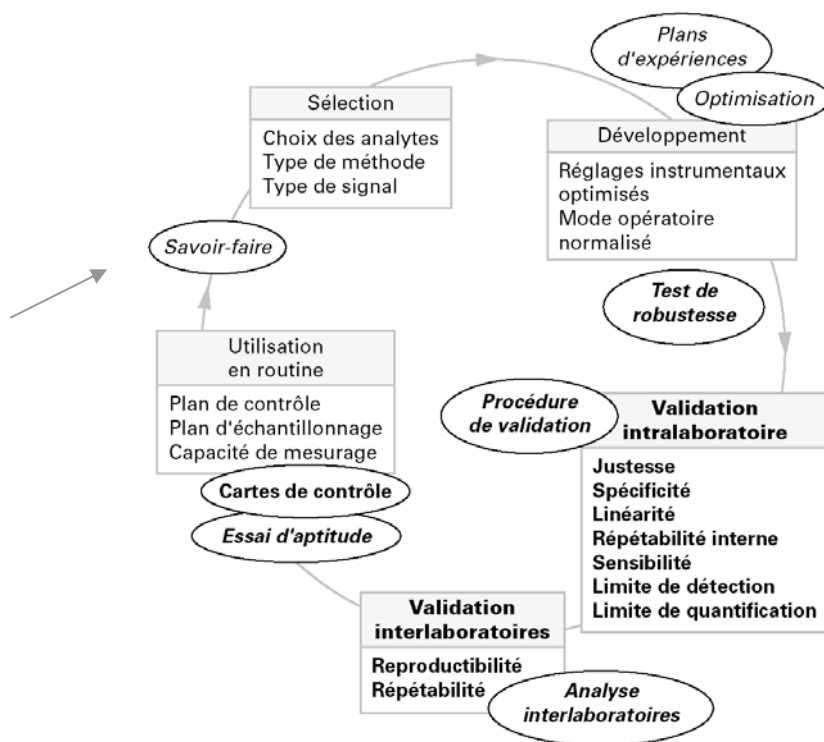 Plans
d'expériences
Optimisation
Sélection
Choix des analytes
Type de méthode
Type de signal
Développement
Réglages instrumentaux
optimisés
Mode opératoire
normalisé
Savoir-faire
Test de
robustesse
Utilisation
en routine
Plan de contrôle
Plan d'échantillonnage
Capacité de mesurage
Cartes de contrôle
Essai d'aptitude
Procédure
de validation
Validation
intralaboratoire
Justesse
Spécificité
Linéarité
Répétabilité interne
Sensibilité
Limite de détection
Limite de quantification
Validation
interlaboratoires
Reproductibilité
Répétabilité
Analyse
interlaboratoires